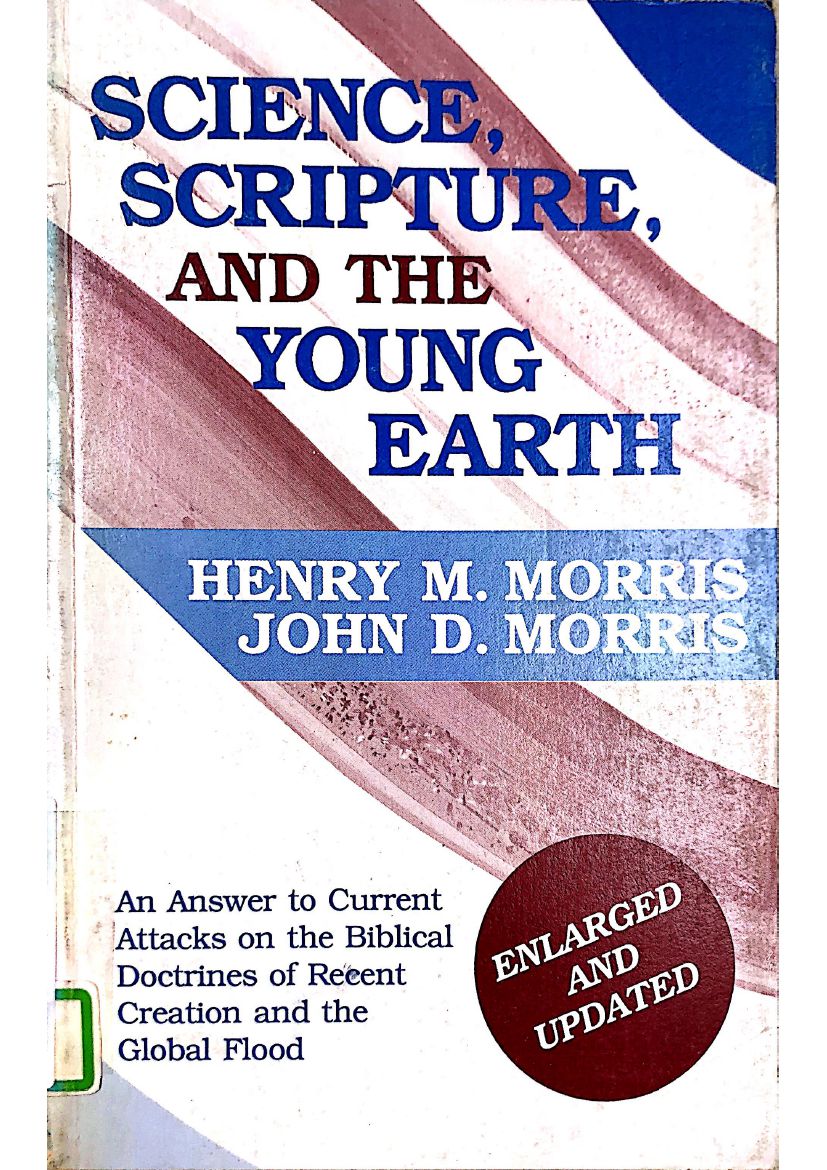 SCIENCE,
SCRIPTURE,
AND THE
YOUNG
EARTH
HENRY M. MORRIS
JOHN D. MORRIS
An Answer to Current
Attacks on the Biblical
Doctrines of Recent
Creation and the
Global Flood
ENLARGED
AND
UPDATED